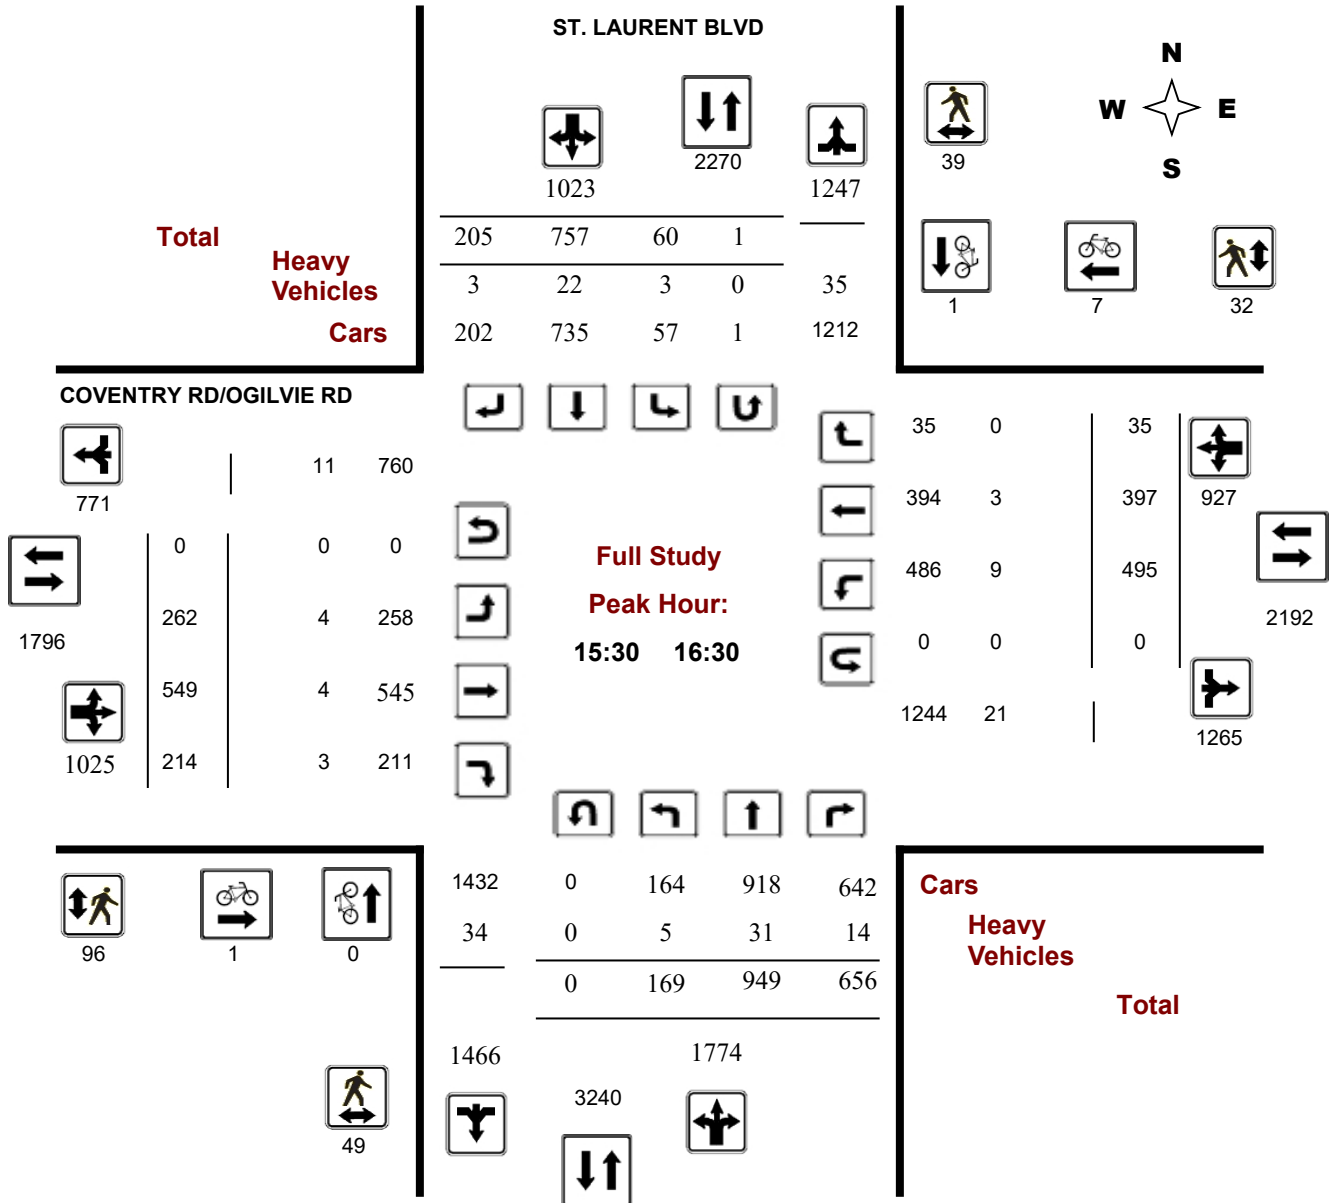 ST. LAURENT BLVD
N
W E
S
2270
39
1023 1247
Total 205 757 60 1
Heavy
Vehicles 3 22 3 0 35
1 7 32
Cars 202 735 57 1 1212
COVENTRY RD/OGILVIE RD
35 0 35
11 760
771
394 3 397 927
0 0 0
Full Study
486 9 495
Peak Hour:
262 4 258
2192
1796
15:30 16:30
0 0 0
549 4 545
1244 21
1265
1025 214 3 211
1432 0 164 918 642
Cars
34 0 5 31 14
Heavy
Vehicles
96 1 0
0 169 949 656
Total
1466 1774
3240
49